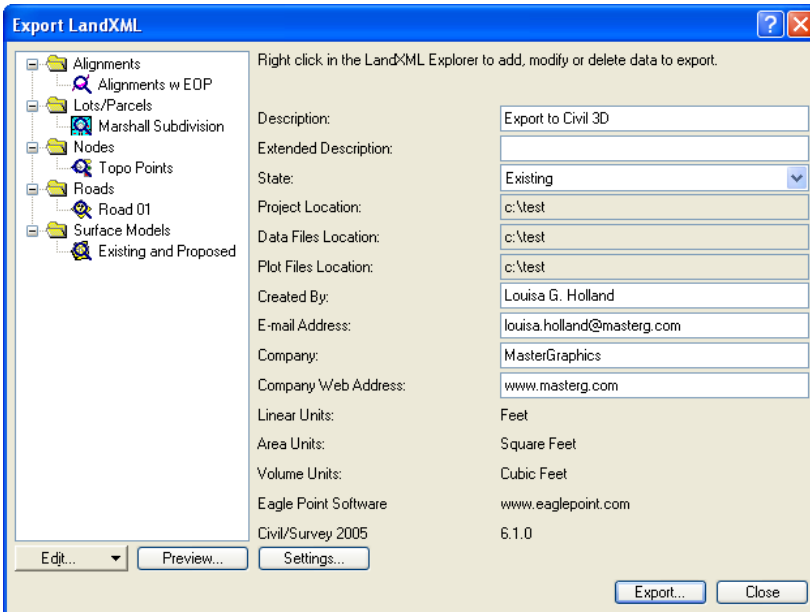 Export LandXML
Alignments
Alignments w EOP
Lots/Parcels
Marshall Subdivision
Nodes
Topo Points
Roads
Road 01
Surface Models
Existing and Proposed
Right click in the LandXML Explorer to add, modify or delete data to export.
Description: Export to Civil 3D
Extended Description:
State: Existing
Project Location: c:\test
Data Files Location: c:\test
Plot Files Location: c:\test
Created By: Louisa G. Holland
E-mail Address: louisa.holland@masterg.com
Company: MasterGraphics
Company Web Address: www.masterg.com
Linear Units: Feet
Area Units: Square Feet
Volume Units: Cubic Feet
Eagle Point Software www.eaglepoint.com
Civil/Survey 2005 6.1.0
Edit... Preview... Settings...
Export... Close